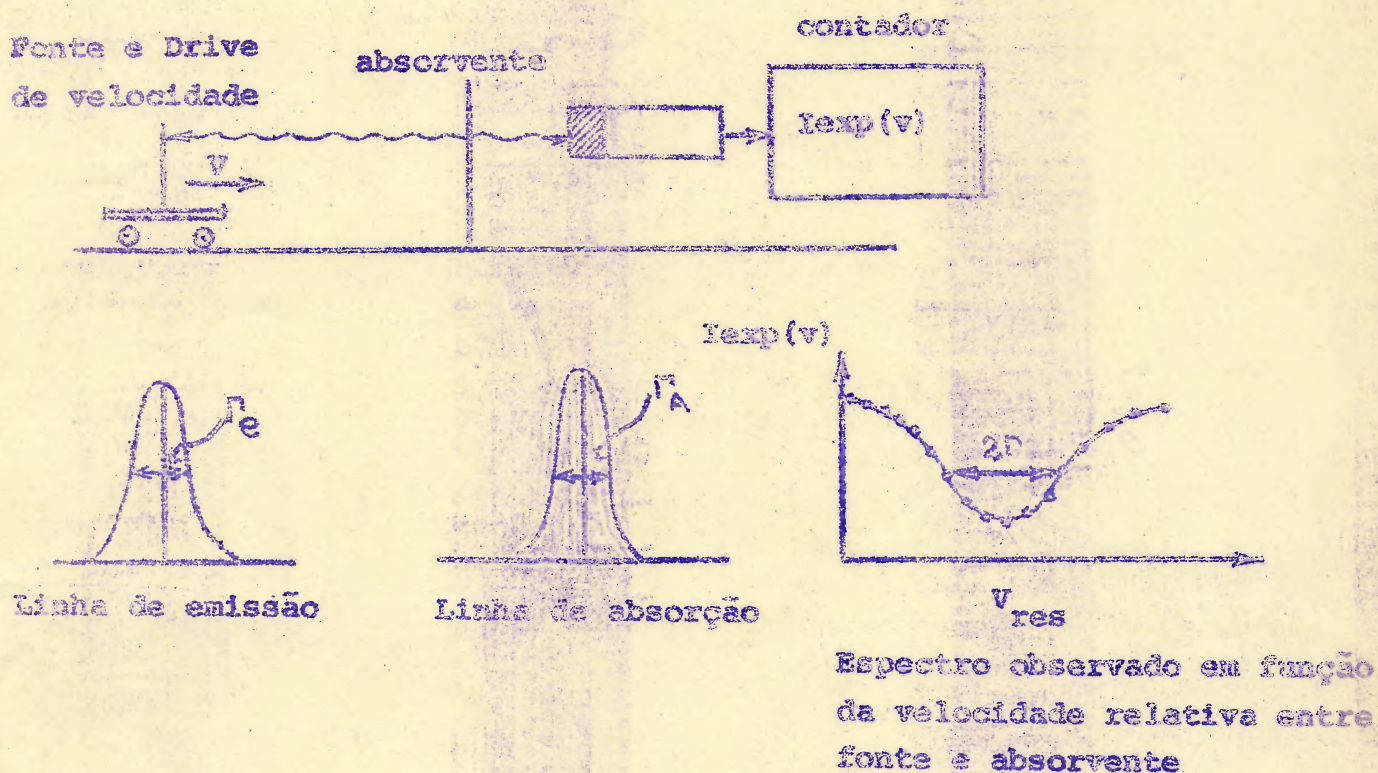 contador
Fonte e Drive
de velocidade
absorvente
Iexp(v)
V
Iexp(v)
Γe
ΓA
2Γ
Linha de emissão
Linha de absorção
Vres
Espectro observado em função
da velocidade relativa entre
fonte e absorvente